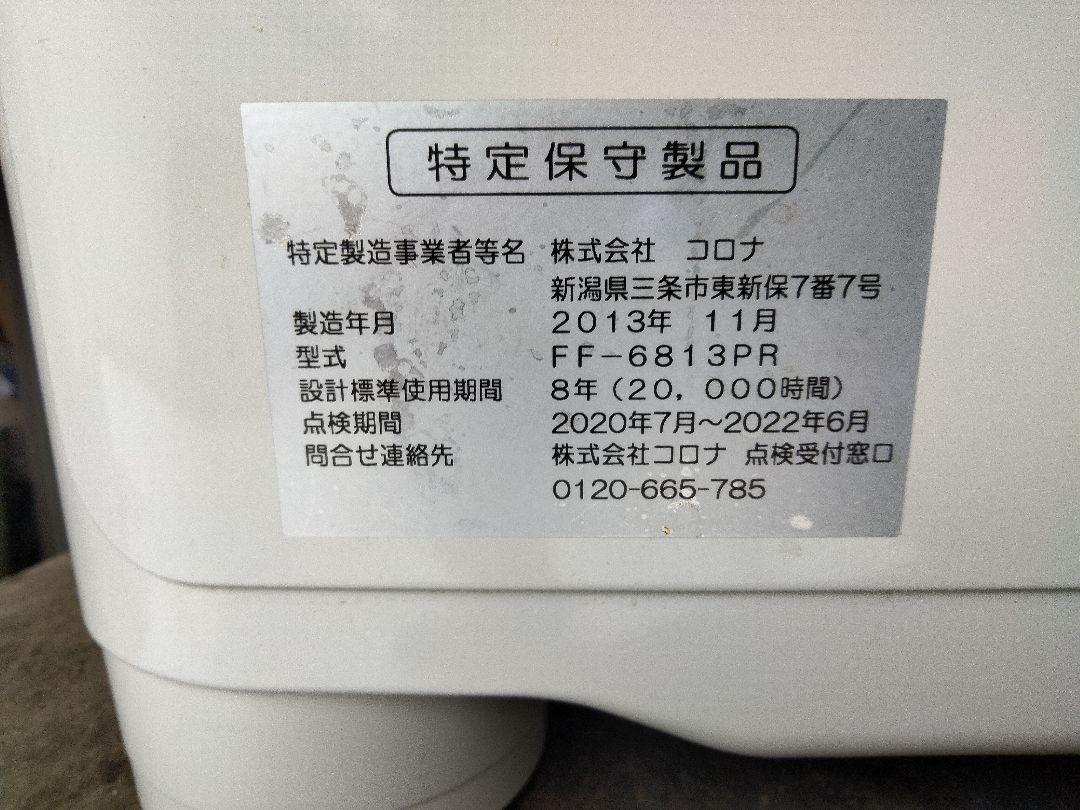 特定保守製品
特定製造事業者等名 株式会社 コロナ
新潟県三条市東新保7番7号
製造年月 2013年 11月
型式 FF-6813PR
設計標準使用期間 8年（20，000時間）
点検期間 2020年7月～2022年6月
問合せ連絡先 株式会社コロナ 点検受付窓口
0120-665-785